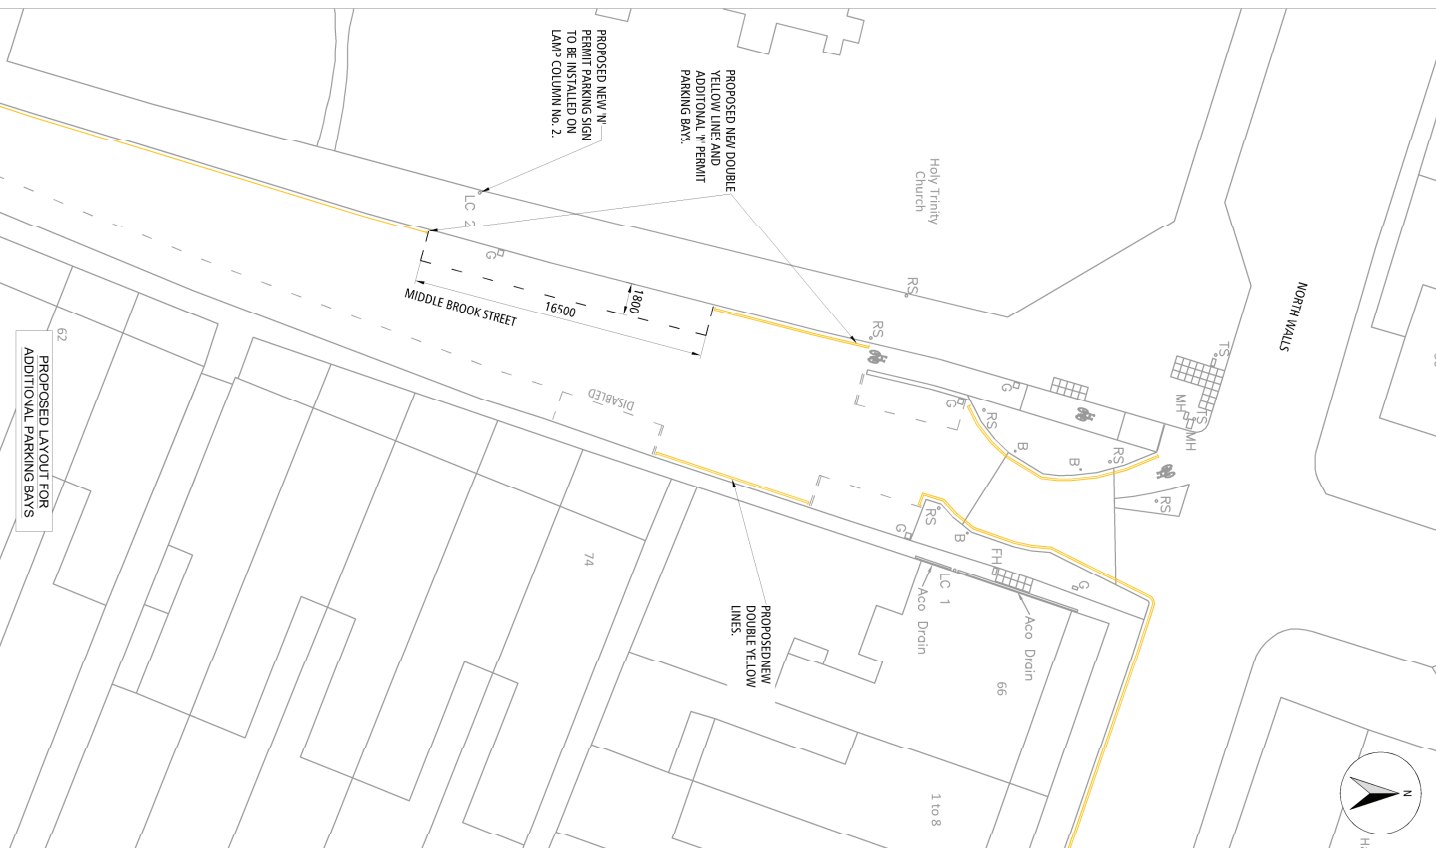 PROPOSED NEW 'N'
PERMIT PARKING SIGN
TO BE INSTALLED ON
LAMP COLUMN No. 2.
PROPOSED NEW DOUBLE
YELLOW LINES AND
ADDITONAL 'N' PERMIT
PARKING BAYS.
Holy Trinity
Church
NORTH WALLS
LC 2
G
RS
RS
TS
MH
TS
MH
G
G
RS
B
B
RS
RS
MIDDLE BROOK STREET
16500
1800
DISABLED
62
PROPOSED LAYOUT FOR
ADDITIONAL PARKING BAYS
74
G
RS
B
FH
G
LC 1
Aco Drain
Aco Drain
66
PROPOSED NEW
DOUBLE YELLOW
LINES.
1 to 8
N